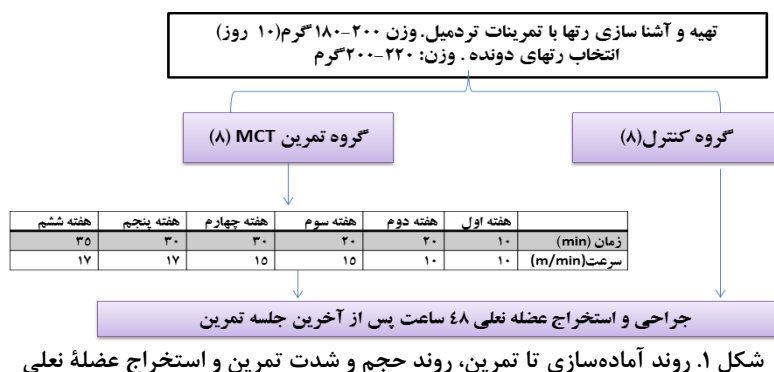 تهیه و آشنا سازی رتها با تمرینات تردمیل. وزن ۲۰۰-۱۸۰گرم(۱۰ روز)
انتخاب رتهای دونده . وزن: ۲۲۰-۲۰۰گرم
گروه کنترل(۸) گروه تمرین MCT (۸)
هفته اول هفته دوم هفته سوم هفته چهارم هفته پنجم هفته ششم
زمان (min) ۱۰ ۲۰ ۲۰ ۳۰ ۳۰ ۳۵
سرعت(m/min) ۱۰ ۱۰ ۱۵ ۱۵ ۱۷ ۱۷
جراحی و استخراج عضله نعلی ۴۸ ساعت پس از آخرین جلسه تمرین
شکل ۱. روند آماده‌سازی تا تمرین، روند حجم و شدت تمرین و استخراج عضلهٔ نعلی